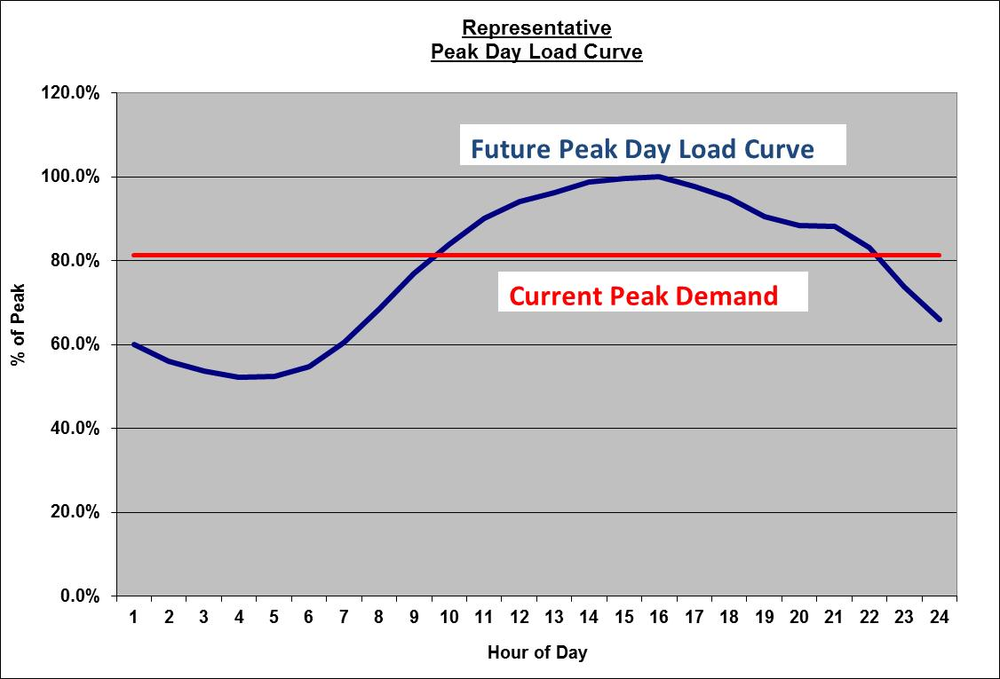 Representative
Peak Day Load Curve
120.0%
Future Peak Day Load Curve
100.0%
80.0%
Current Peak Demand
60.0%
40.0%
20.0%
0.0%
% of Peak
1 2 3 4 5 6 7 8 9 10 11 12 13 14 15 16 17 18 19 20 21 22 23 24
Hour of Day